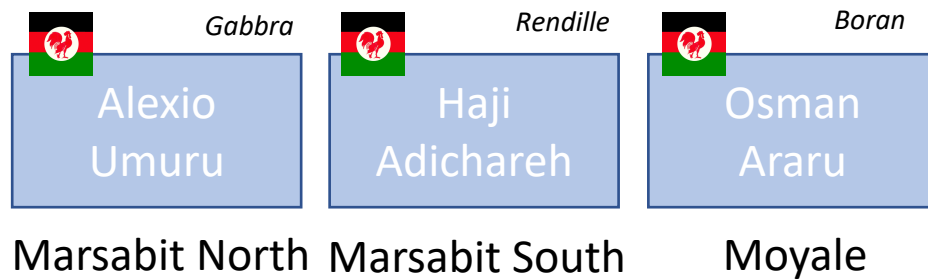 Gabbra
Alexio
Umuru
Marsabit North
Rendille
Haji
Adichareh
Marsabit South
Boran
Osman
Araru
Moyale